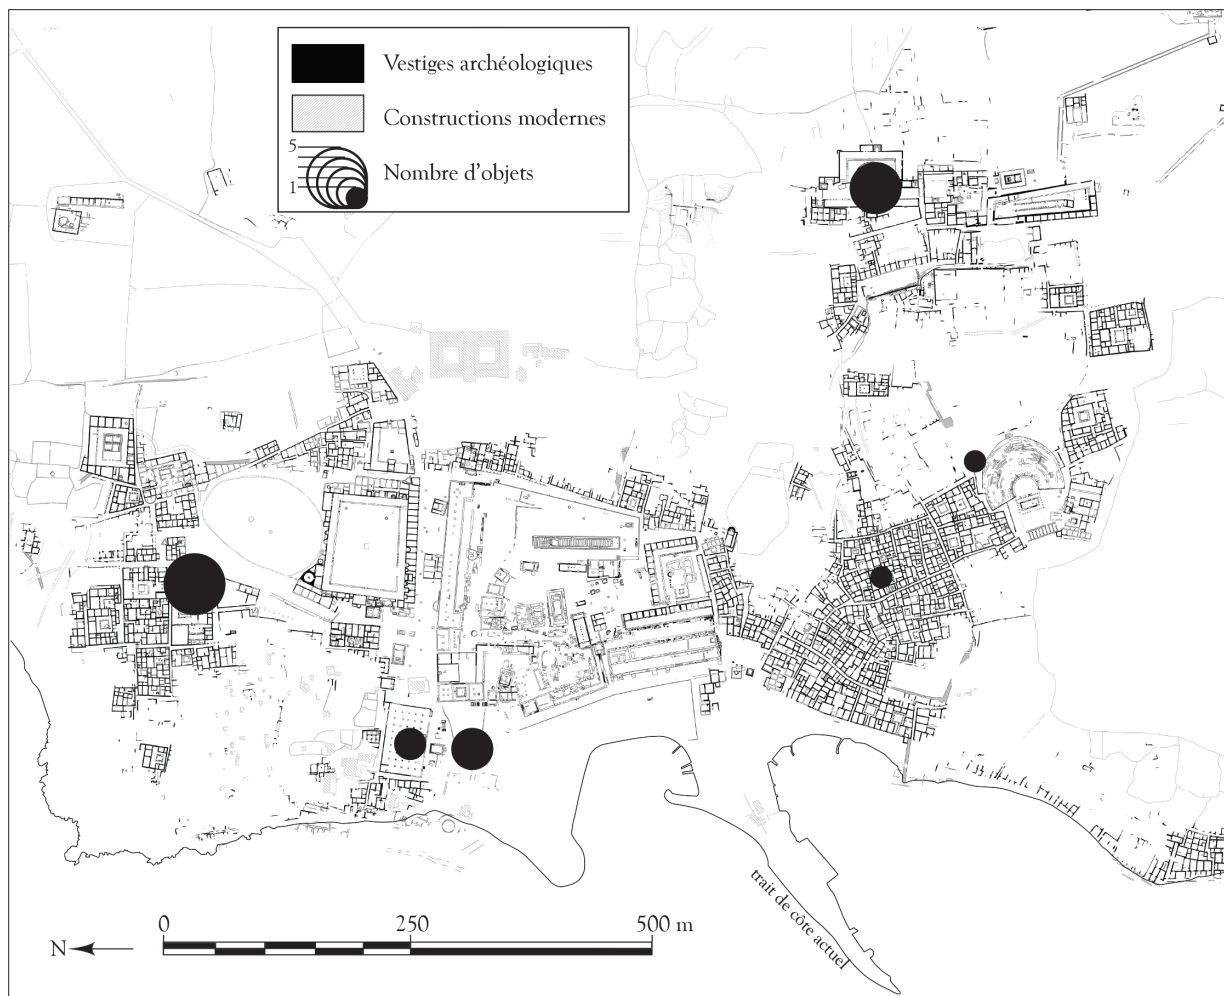 Vestiges archéologiques
Constructions modernes
5
1
Nombre d'objets
trait de côte actuel
0 250 500 m
N